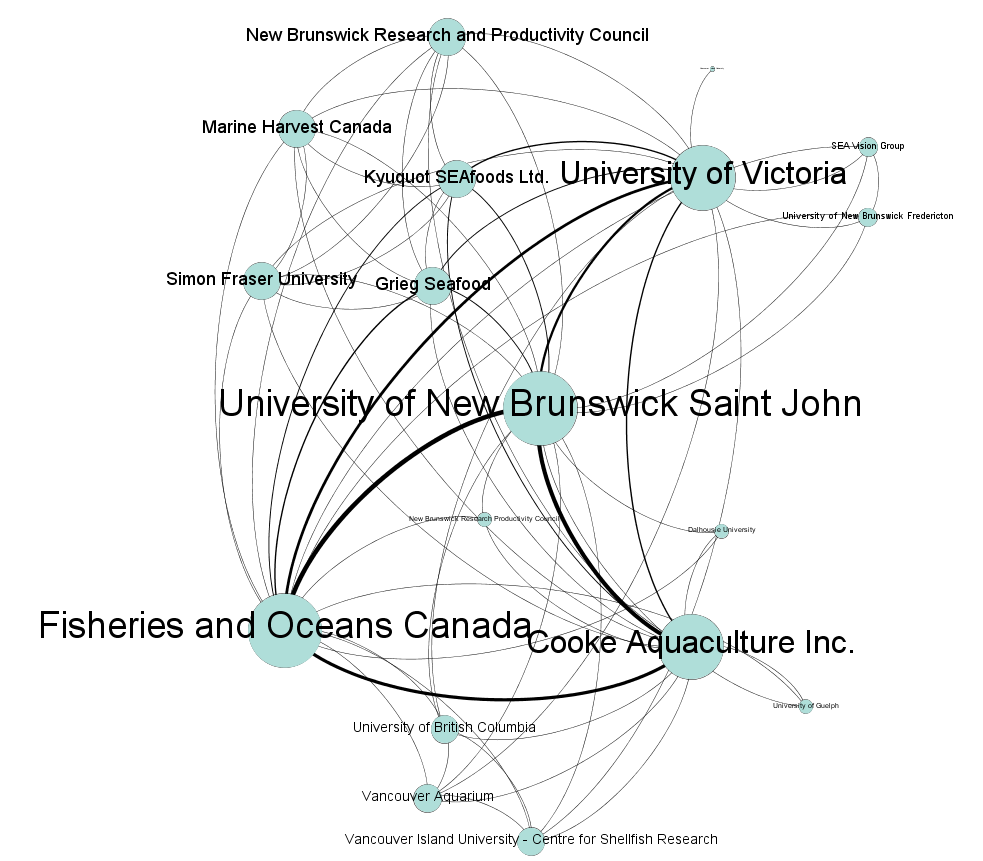 New Brunswick Research and Productivity Council
Marine Harvest Canada
SEA Vision Group
Kyuquot SEAfoods Ltd.
University of Victoria
University of New Brunswick Fredericton
Simon Fraser University
Grieg Seafood
University of New Brunswick Saint John
New Brunswick Research Productivity Council
Dalhousie University
Fisheries and Oceans Canada
Cooke Aquaculture Inc.
University of Guelph
University of British Columbia
Vancouver Aquarium
Vancouver Island University - Centre for Shellfish Research